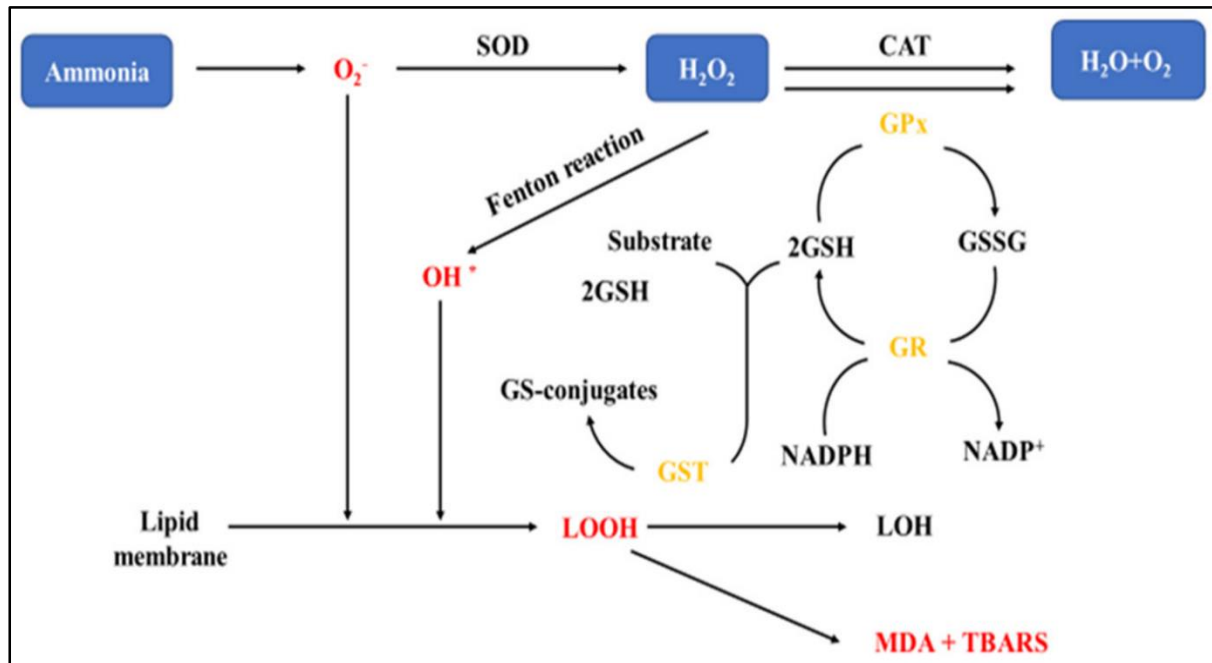 SOD
CAT
Ammonia
O₂⁻
H₂O₂
H₂O+O₂
GPx
Fenton reaction
Substrate
2GSH
GSSG
OH *
2GSH
GR
GS-conjugates
NADPH
NADP⁺
GST
Lipid
membrane
LOOH
LOH
MDA + TBARS